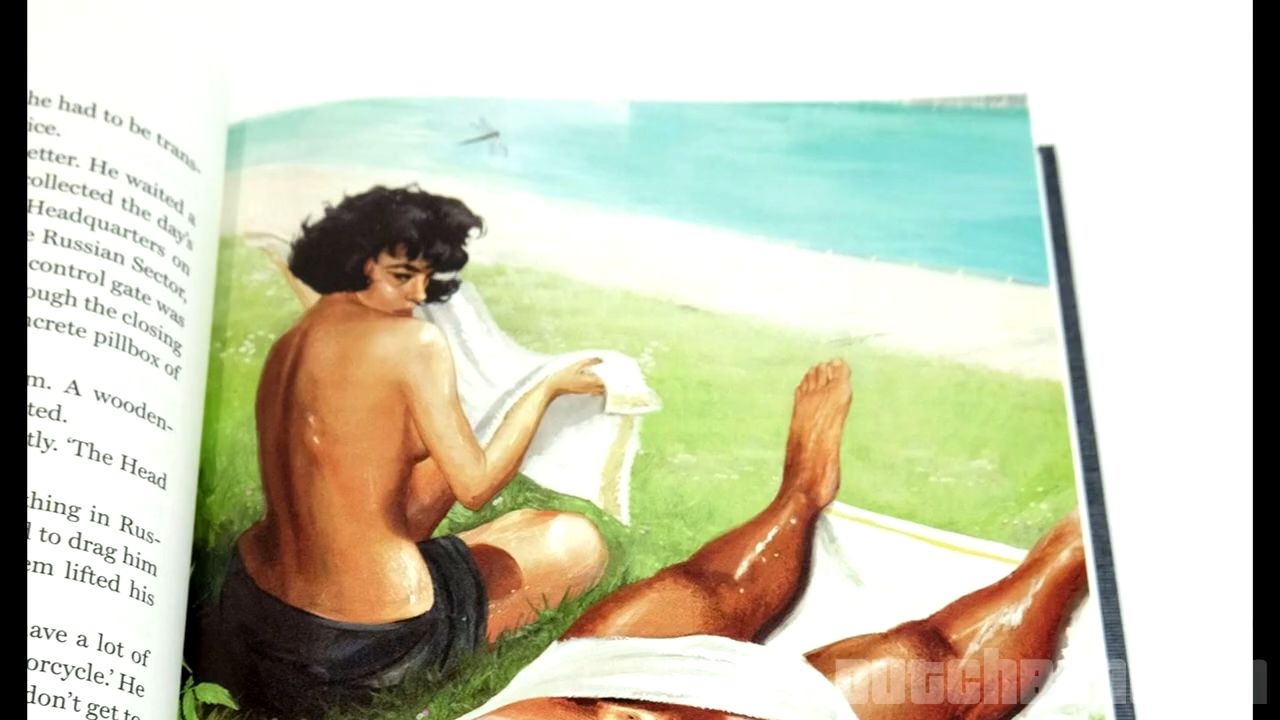 he had to be trans-
ice.
etter. He waited a
collected the day's
Headquarters on
e Russian Sector,
control gate was
ough the closing
ncrete pillbox of
m. A wooden-
ted.
tly. 'The Head
thing in Rus-
d to drag him
em lifted his
ave a lot of
orcycle.' He
don't get to